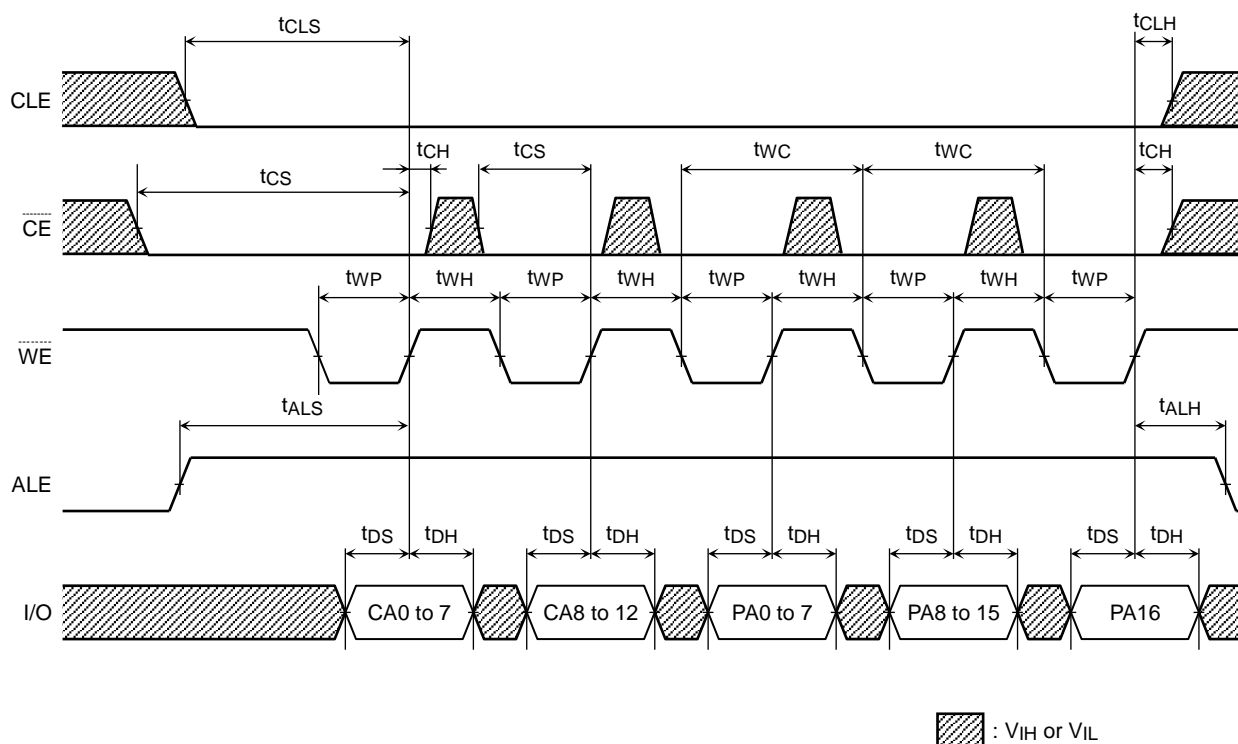 tCLS
tCLH
CLE
tCH
tCS
tWC
tWC
tCH
tCS
CE
tWP
tWH
tWP
tWH
tWP
tWH
tWP
tWH
tWP
WE
tALS
tALH
ALE
tDS
tDH
tDS
tDH
tDS
tDH
tDS
tDH
tDS
tDH
I/O
CA0 to 7
CA8 to 12
PA0 to 7
PA8 to 15
PA16
: VIH or VIL